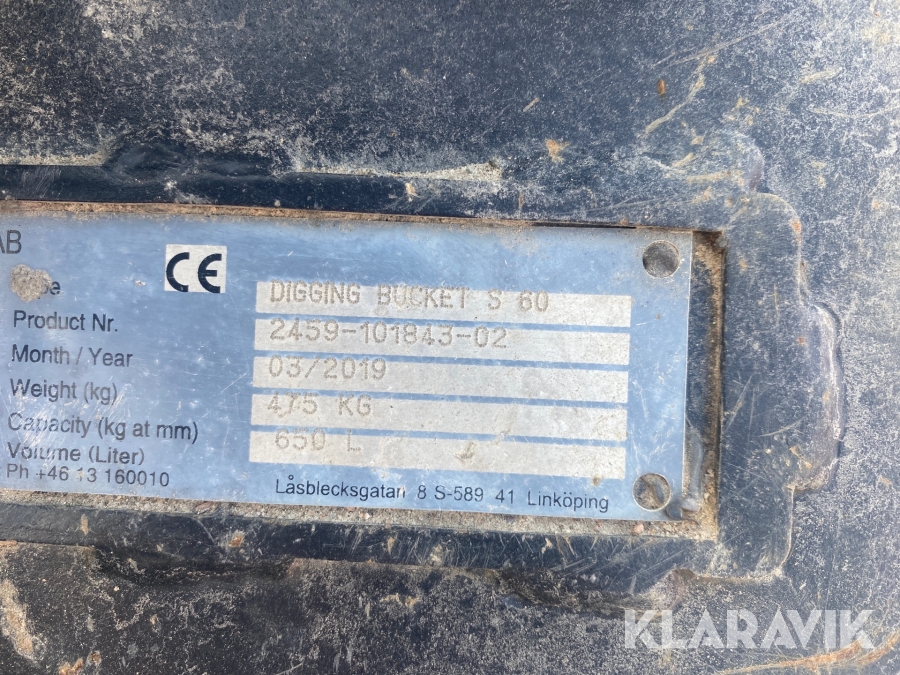 AB
CE
DIGGING BUCKET S 60
Product Nr. 2459-101843-02
Month / Year 03/2019
Weight (kg) 475 KG
Capacity (kg at mm) 650 L
Volume (Liter)
Ph +46 13 160010
Låsblecksgatan 8 S-589 41 Linköping
KLARAVIK